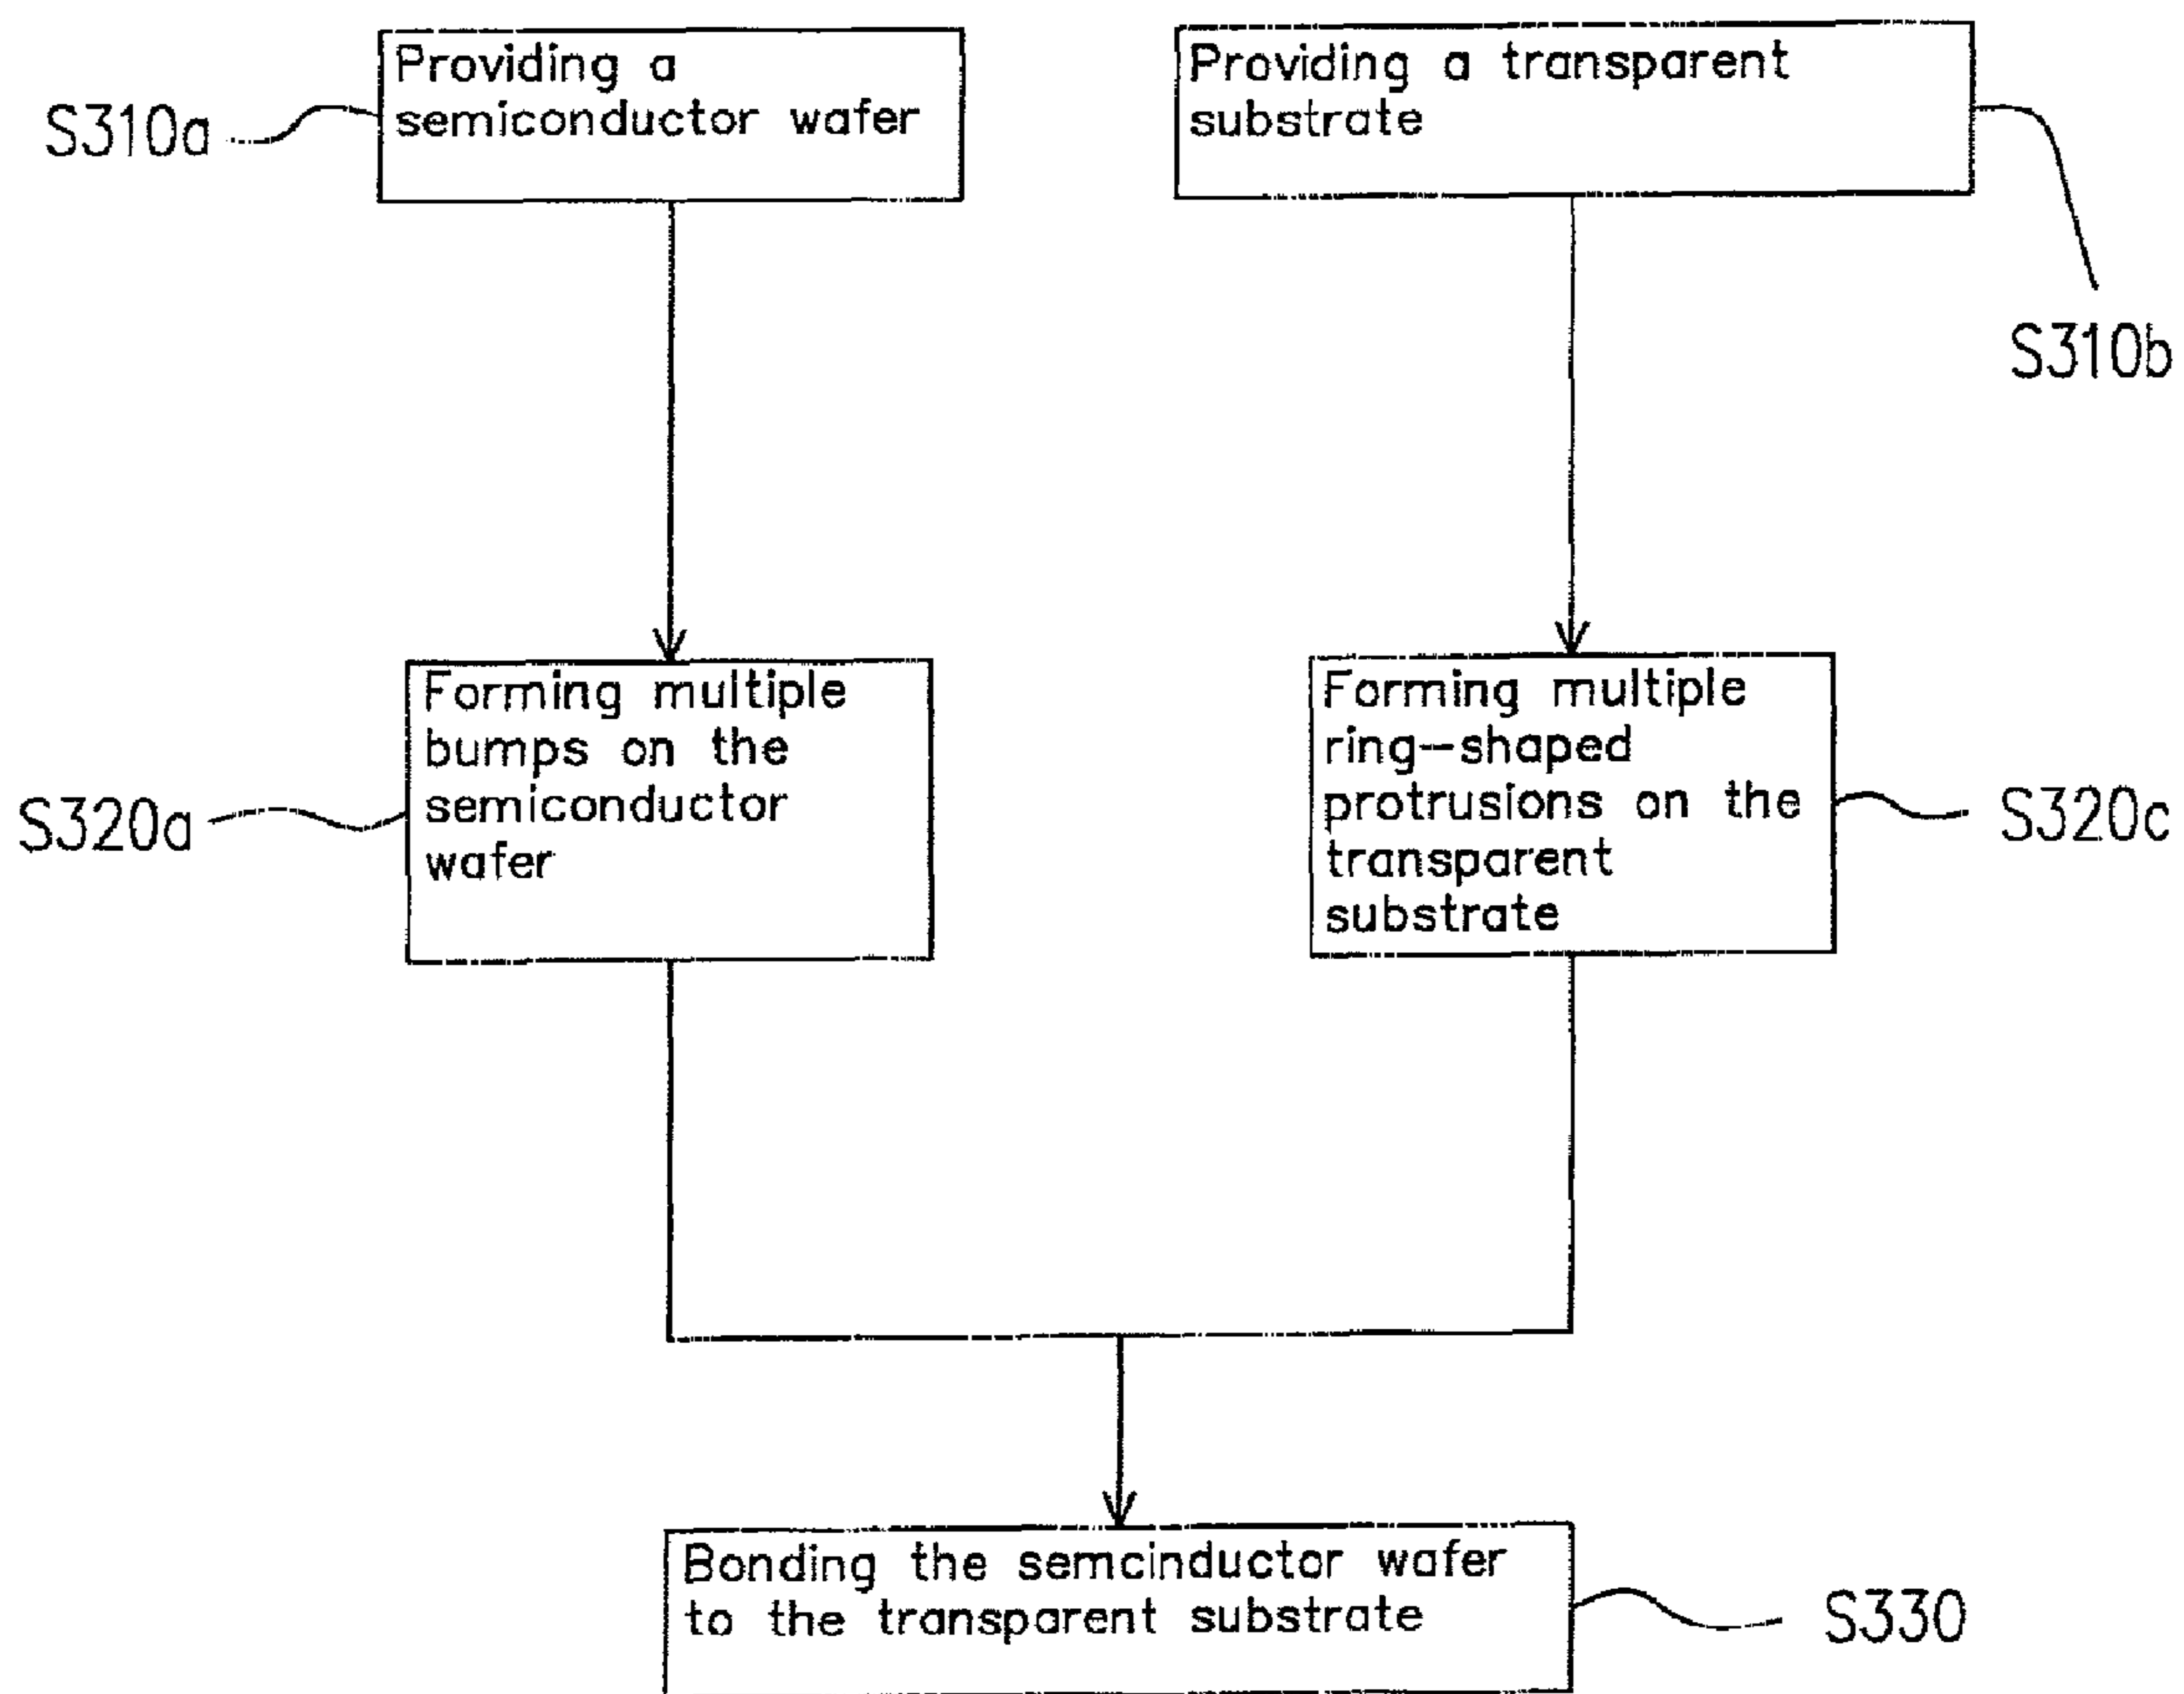 Providing a
semiconductor wafer
S310a
Providing a transparent
substrate
S310b
Forming multiple
bumps on the
semiconductor
wafer
S320a
Forming multiple
ring-shaped
protrusions on the
transparent
substrate
S320c
Bonding the semcinductor wafer
to the transparent substrate
S330